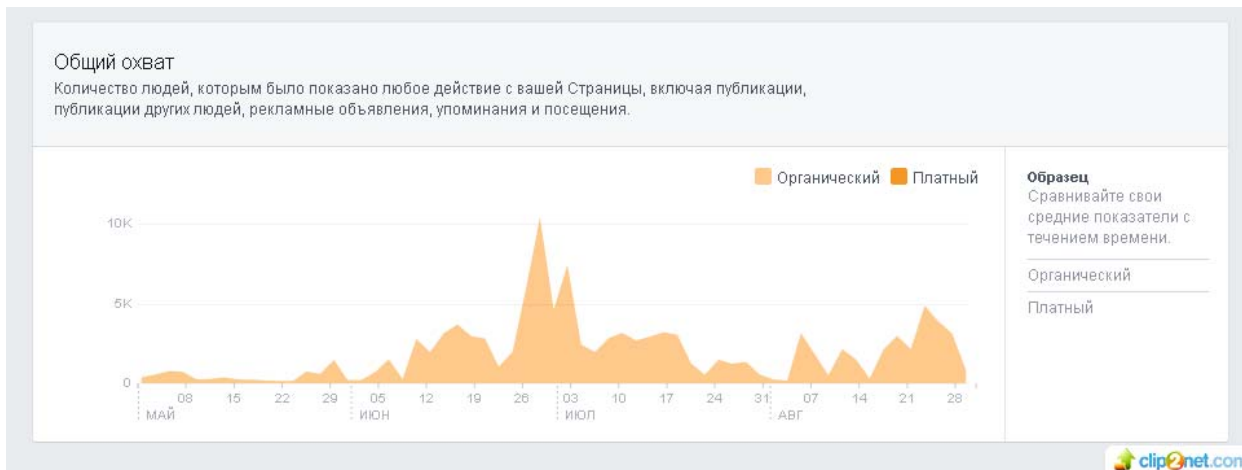 Общий охват
Количество людей, которым было показано любое действие с вашей Страницы, включая публикации,
публикации других людей, рекламные объявления, упоминания и посещения.
Органический Платный
10K
5K
0
08 15 22 29 05 12 19 26 03 10 17 24 31 07 14 21 28
МАЙ ИЮН ИЮЛ АВГ
Образец
Сравнивайте свои
средние показатели с
течением времени.
Органический
Платный
clip2net.com